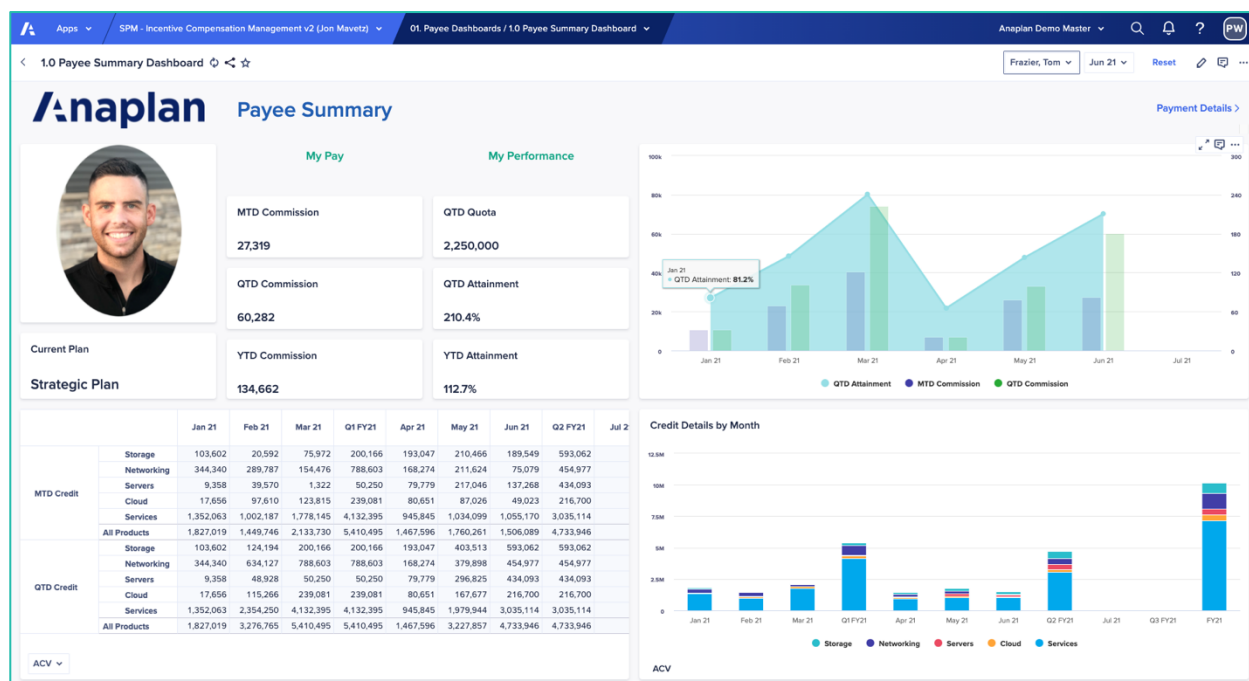 Apps
SPM - Incentive Compensation Management v2 (Jon Mavetz)
01. Payee Dashboards / 1.0 Payee Summary Dashboard
Anaplan Demo Master
?
PW
1.0 Payee Summary Dashboard
Frazier, Tom
Jun 21
Reset
Anaplan
Payee Summary
Payment Details
My Pay
My Performance
MTD Commission
27,319
QTD Quota
2,250,000
QTD Commission
60,282
QTD Attainment
210.4%
Current Plan
Strategic Plan
YTD Commission
134,662
YTD Attainment
112.7%
100k
80k
60k
40k
20k
0
300
240
180
120
60
0
Jan 21
QTD Attainment: 81.2%
Jan 21 Feb 21 Mar 21 Apr 21 May 21 Jun 21 Jul 21
QTD Attainment MTD Commission QTD Commission
Jan 21 Feb 21 Mar 21 Q1 FY21 Apr 21 May 21 Jun 21 Q2 FY21 Jul 2
MTD Credit
Storage 103,602 20,592 75,972 200,166 193,047 210,466 189,549 593,062
Networking 344,340 289,787 154,476 788,603 168,274 211,624 75,079 454,977
Servers 9,358 39,570 1,322 50,250 79,779 217,046 137,268 434,093
Cloud 17,656 97,610 123,815 239,081 80,651 87,026 49,023 216,700
Services 1,352,063 1,002,187 1,778,145 4,132,395 945,845 1,034,099 1,055,170 3,035,114
All Products 1,827,019 1,449,746 2,133,730 5,410,495 1,467,596 1,760,261 1,506,089 4,733,946
QTD Credit
Storage 103,602 124,194 200,166 200,166 193,047 403,513 593,062 593,062
Networking 344,340 634,127 788,603 788,603 168,274 379,898 454,977 454,977
Servers 9,358 48,928 50,250 50,250 79,779 296,825 434,093 434,093
Cloud 17,656 115,266 239,081 239,081 80,651 167,677 216,700 216,700
Services 1,352,063 2,354,250 4,132,395 4,132,395 945,845 1,979,944 3,035,114 3,035,114
All Products 1,827,019 3,276,765 5,410,495 5,410,495 1,467,596 3,227,857 4,733,946 4,733,946
ACV
Credit Details by Month
12.5M
10M
7.5M
5M
2.5M
0
Jan 21 Feb 21 Mar 21 Q1 FY21 Apr 21 May 21 Jun 21 Q2 FY21 Jul 21 Q3 FY21 FY21
Storage Networking Servers Cloud Services
ACV